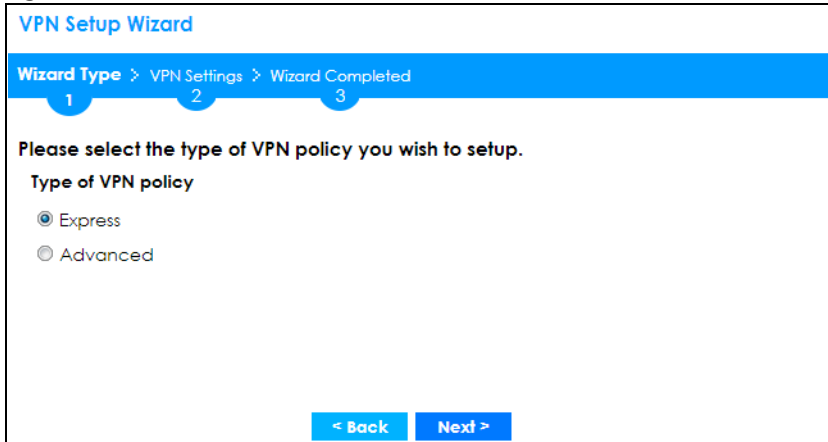 VPN Setup Wizard
Wizard Type > VPN Settings > Wizard Completed
1 2 3
Please select the type of VPN policy you wish to setup.
Type of VPN policy
Express
Advanced
< Back Next >